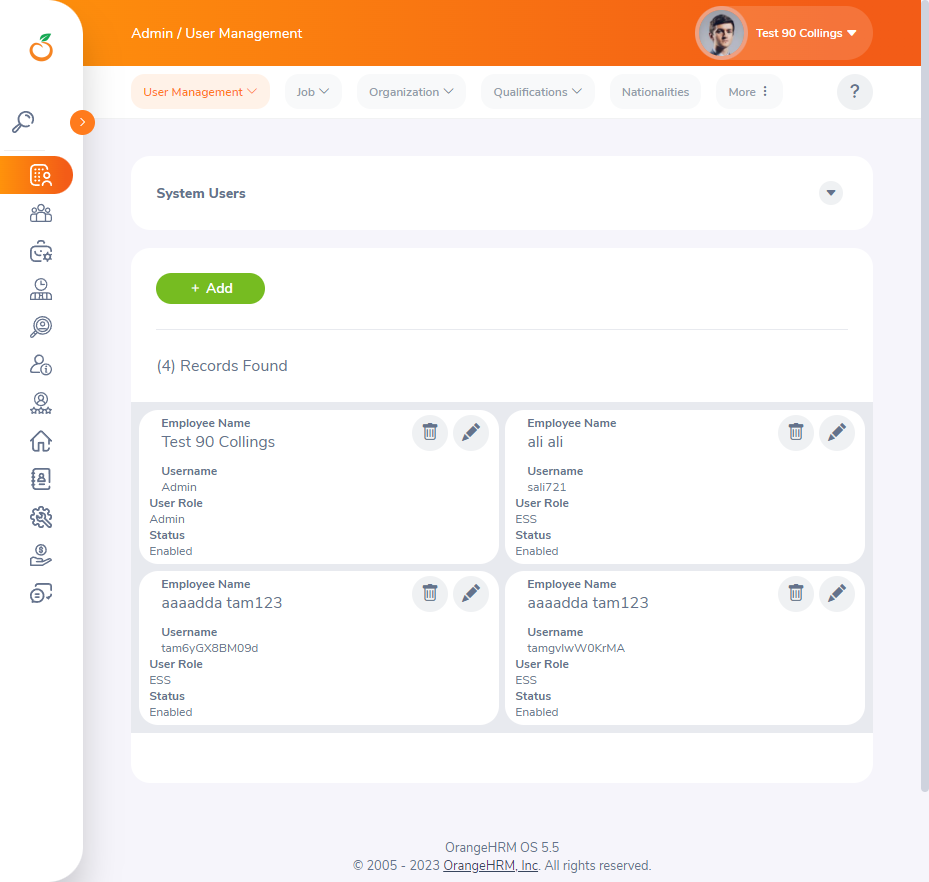 Admin / User Management
Test 90 Collings
User Management
Job
Organization
Qualifications
Nationalities
More
?
System Users
+ Add
(4) Records Found
Employee Name
Test 90 Collings
Username
Admin
User Role
Admin
Status
Enabled
Employee Name
ali ali
Username
sali721
User Role
ESS
Status
Enabled
Employee Name
aaaadda tam123
Username
tam6yGX8BM09d
User Role
ESS
Status
Enabled
Employee Name
aaaadda tam123
Username
User Role
ESS
Status
Enabled
OrangeHRM OS 5.5
© 2005 - 2023 OrangeHRM, Inc. All rights reserved.